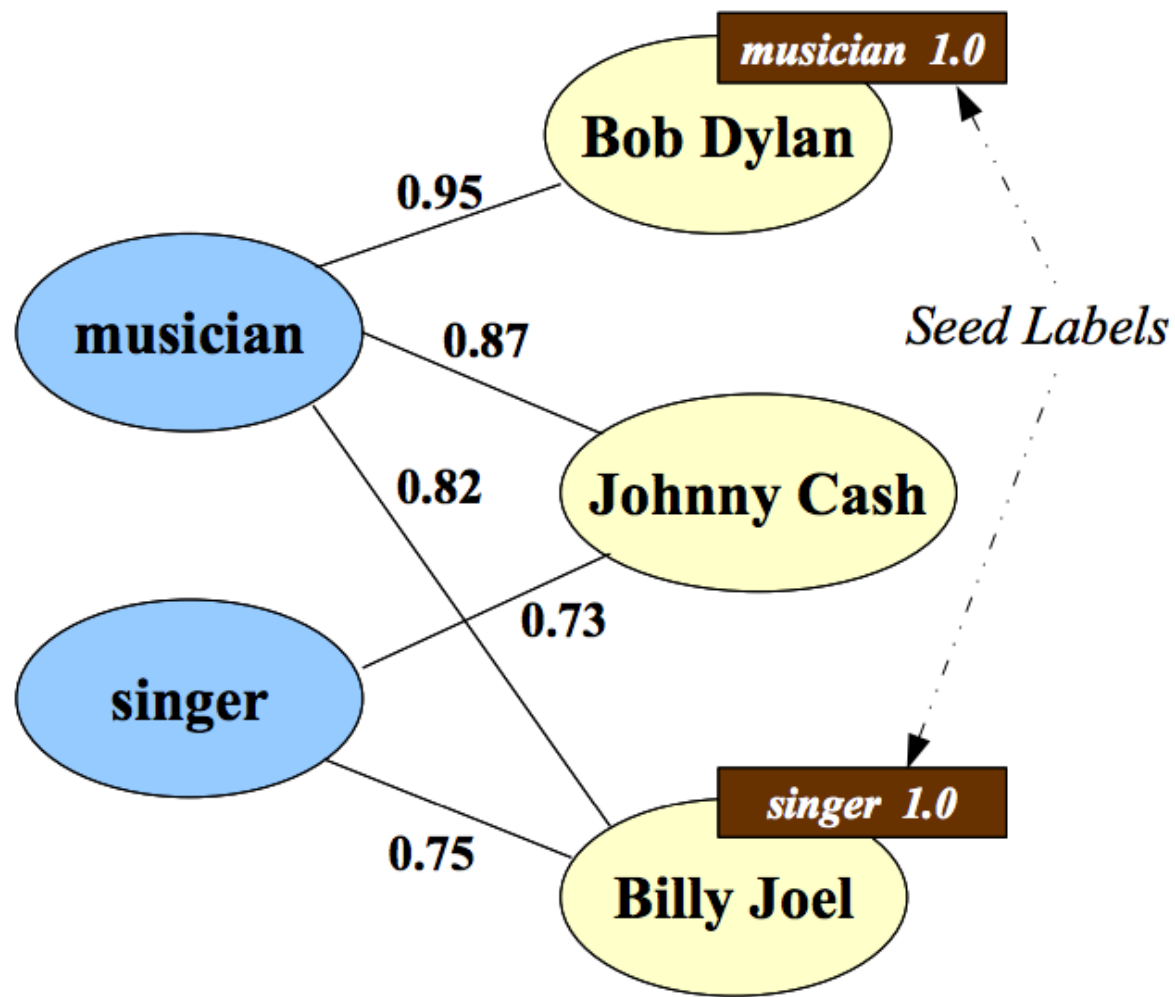 musician 1.0
Bob Dylan
0.95
musician
0.87
Seed Labels
0.82
Johnny Cash
0.73
singer
singer 1.0
0.75
Billy Joel